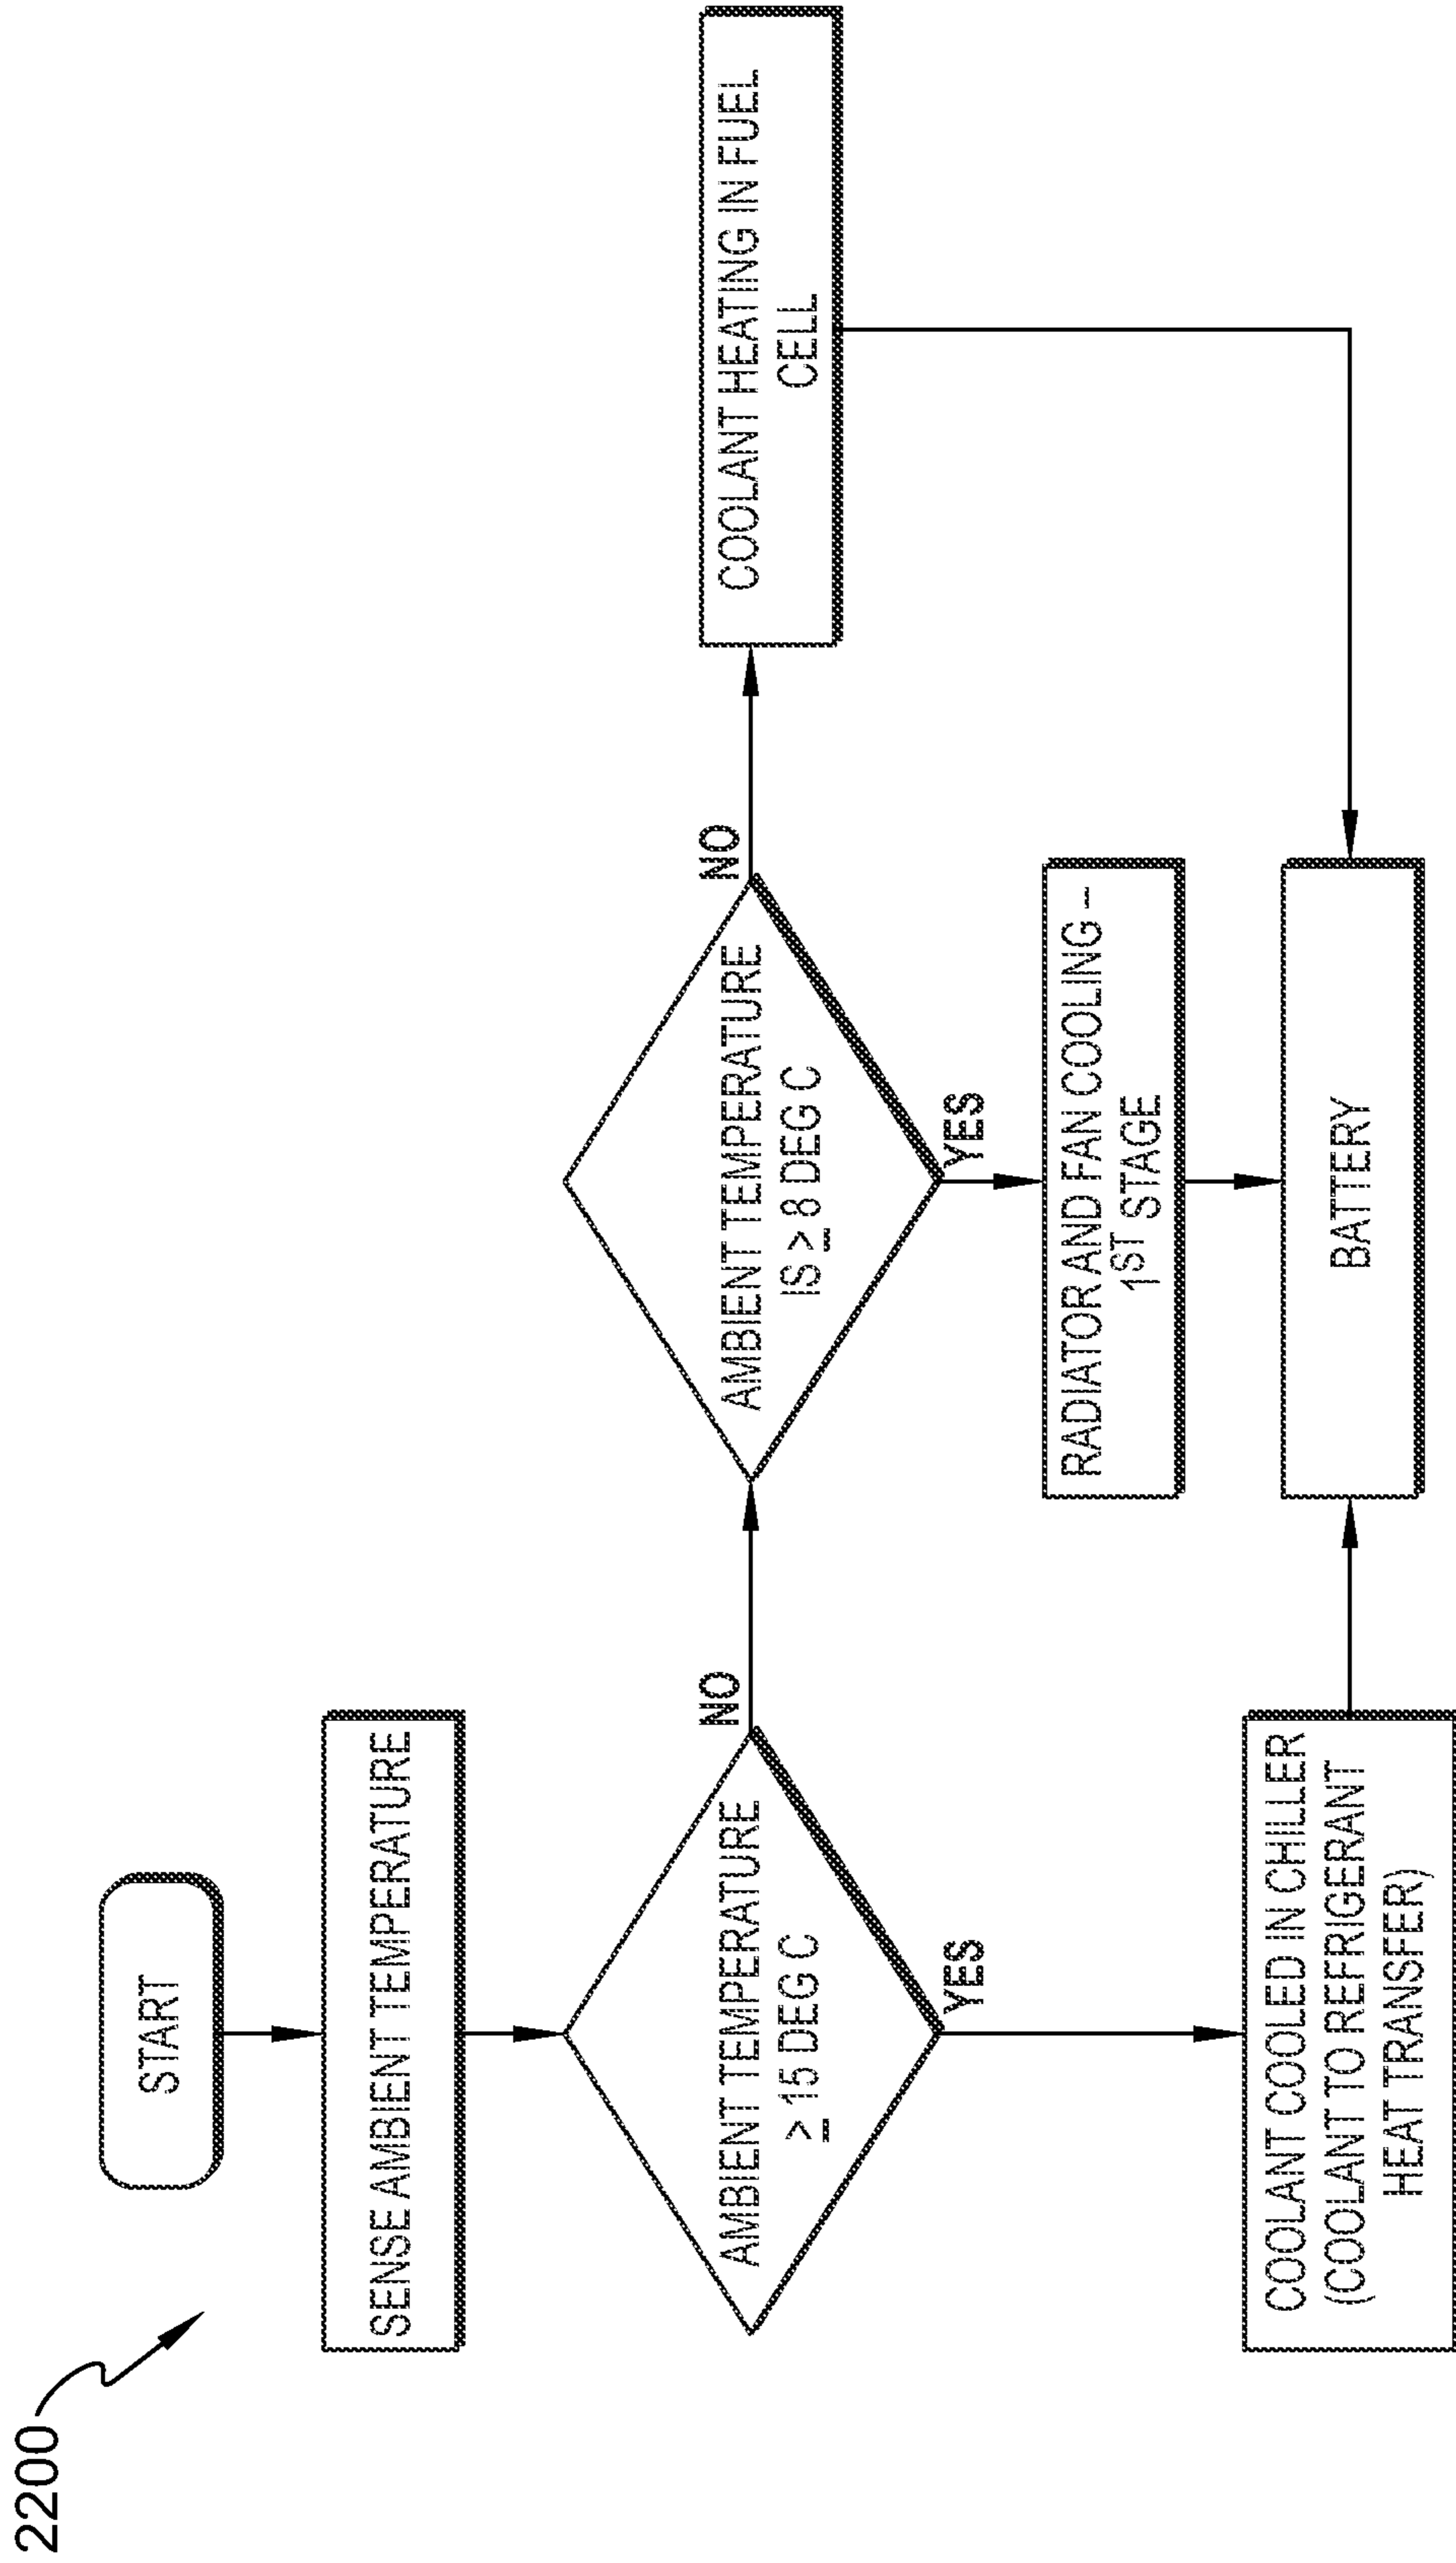 2200
START
SENSE AMBIENT TEMPERATURE
AMBIENT TEMPERATURE
≥ 15 DEG C
NO
YES
AMBIENT TEMPERATURE
IS ≥ 8 DEG C
NO
YES
COOLANT HEATING IN FUEL
CELL
RADIATOR AND FAN COOLING –
1ST STAGE
COOLANT COOLED IN CHILLER
(COOLANT TO REFRIGERANT
HEAT TRANSFER)
BATTERY